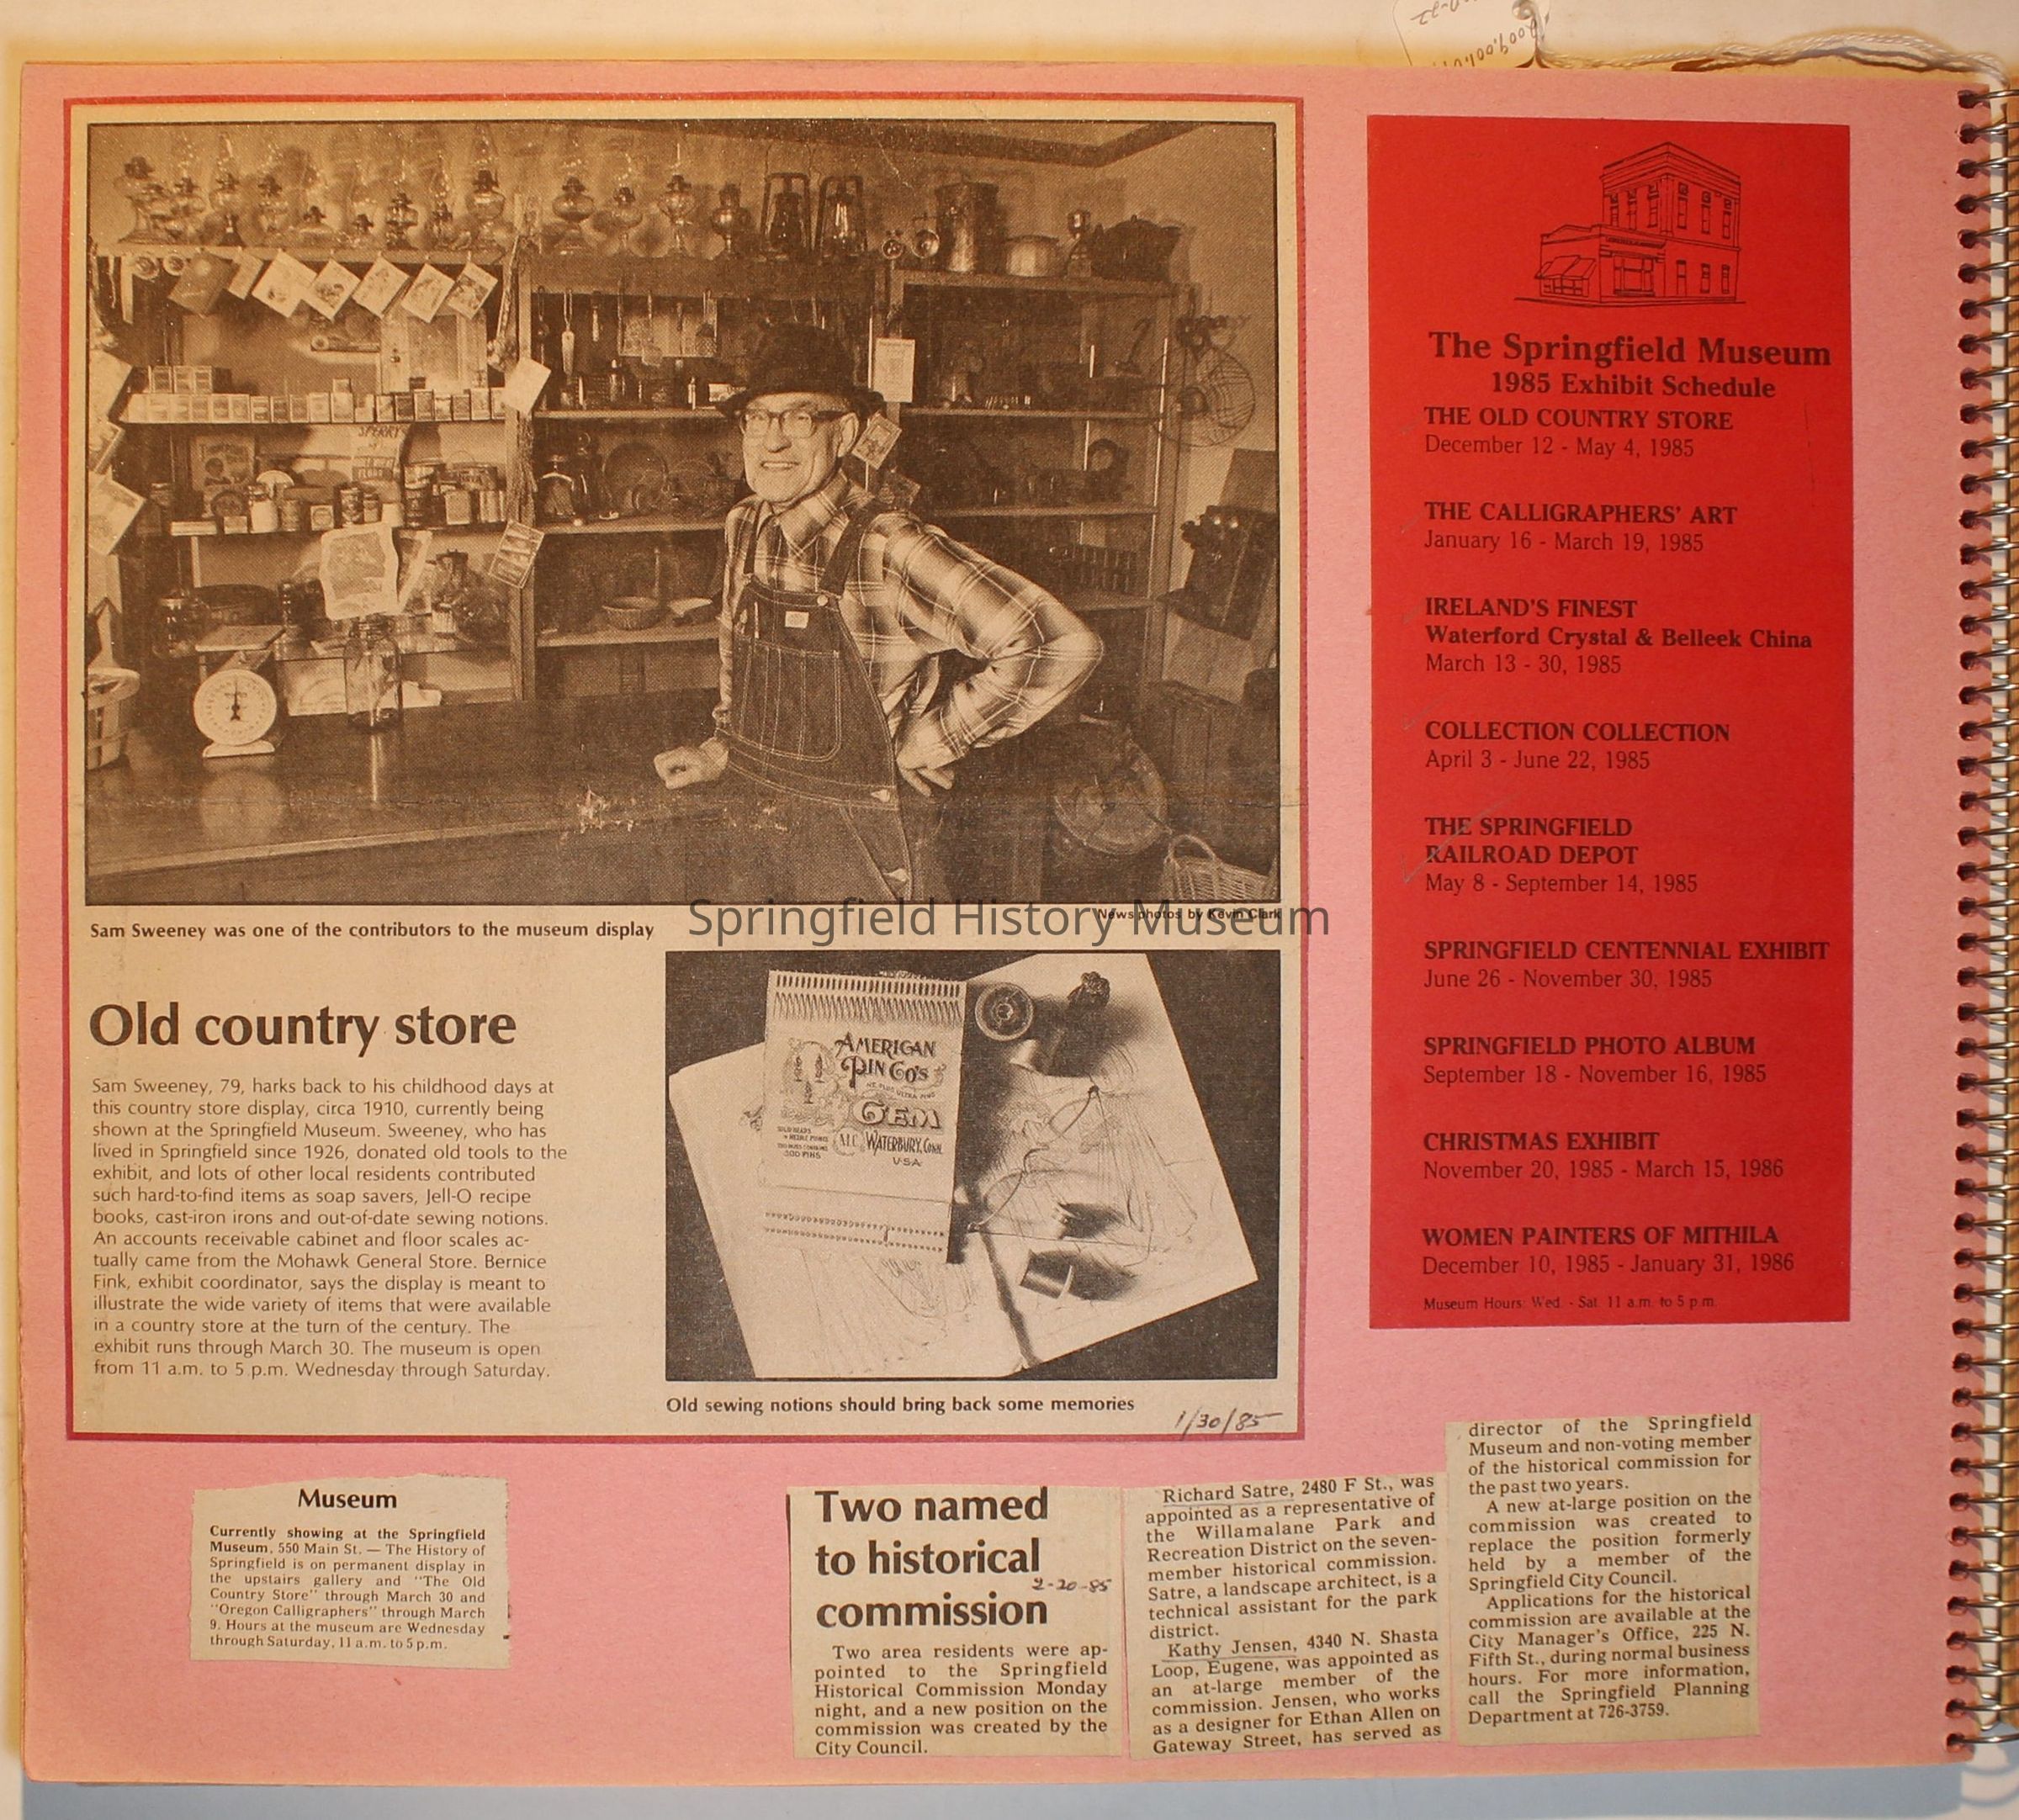 The Springfield Museum
1985 Exhibit Schedule
THE OLD COUNTRY STORE
December 12 - May 4, 1985
THE CALLIGRAPHERS' ART
January 16 - March 19, 1985
IRELAND'S FINEST
Waterford Crystal & Belleek China
March 13 - 30, 1985
COLLECTION COLLECTION
April 3 - June 22, 1985
THE SPRINGFIELD
RAILROAD DEPOT
May 8 - September 14, 1985
SPRINGFIELD CENTENNIAL EXHIBIT
June 26 - November 30, 1985
SPRINGFIELD PHOTO ALBUM
September 18 - November 16, 1985
CHRISTMAS EXHIBIT
November 20, 1985 - March 15, 1986
WOMEN PAINTERS OF MITHILA
December 10, 1985 - January 31, 1986
Museum Hours: Wed. - Sat. 11 a.m. to 5 p.m.
SPERRY
News photos by Kevin Clark
Springfield History Museum
Sam Sweeney was one of the contributors to the museum display
Old country store
Sam Sweeney, 79, harks back to his childhood days at
this country store display, circa 1910, currently being
shown at the Springfield Museum. Sweeney, who has
lived in Springfield since 1926, donated old tools to the
exhibit, and lots of other local residents contributed
such hard-to-find items as soap savers, Jell-O recipe
books, cast-iron irons and out-of-date sewing notions.
An accounts receivable cabinet and floor scales ac-
tually came from the Mohawk General Store. Bernice
Fink, exhibit coordinator, says the display is meant to
illustrate the wide variety of items that were available
in a country store at the turn of the century. The
exhibit runs through March 30. The museum is open
from 11 a.m. to 5 p.m. Wednesday through Saturday.
AMERICAN
PIN CO'S
GEM
WATERBURY, CONN.
U.S.A.
300 PINS
Old sewing notions should bring back some memories
1/30/85
Museum
Currently showing at the Springfield
Museum, 550 Main St. — The History of
Springfield is on permanent display in
the upstairs gallery and "The Old
Country Store" through March 30 and
"Oregon Calligraphers" through March
9. Hours at the museum are Wednesday
through Saturday, 11 a.m. to 5 p.m.
Two named
to historical
2-20-85
commission
Two area residents were ap-
pointed to the Springfield
Historical Commission Monday
night, and a new position on the
commission was created by the
City Council.
Richard Satre, 2480 F St., was
appointed as a representative of
the Willamalane Park and
Recreation District on the seven-
member historical commission.
Satre, a landscape architect, is a
technical assistant for the park
district.
Kathy Jensen, 4340 N. Shasta
Loop, Eugene, was appointed as
an at-large member of the
commission. Jensen, who works
as a designer for Ethan Allen on
Gateway Street, has served as
director of the Springfield
Museum and non-voting member
of the historical commission for
the past two years.
A new at-large position on the
commission was created to
replace the position formerly
held by a member of the
Springfield City Council.
Applications for the historical
commission are available at the
City Manager's Office, 225 N.
Fifth St., during normal business
hours. For more information,
call the Springfield Planning
Department at 726-3759.